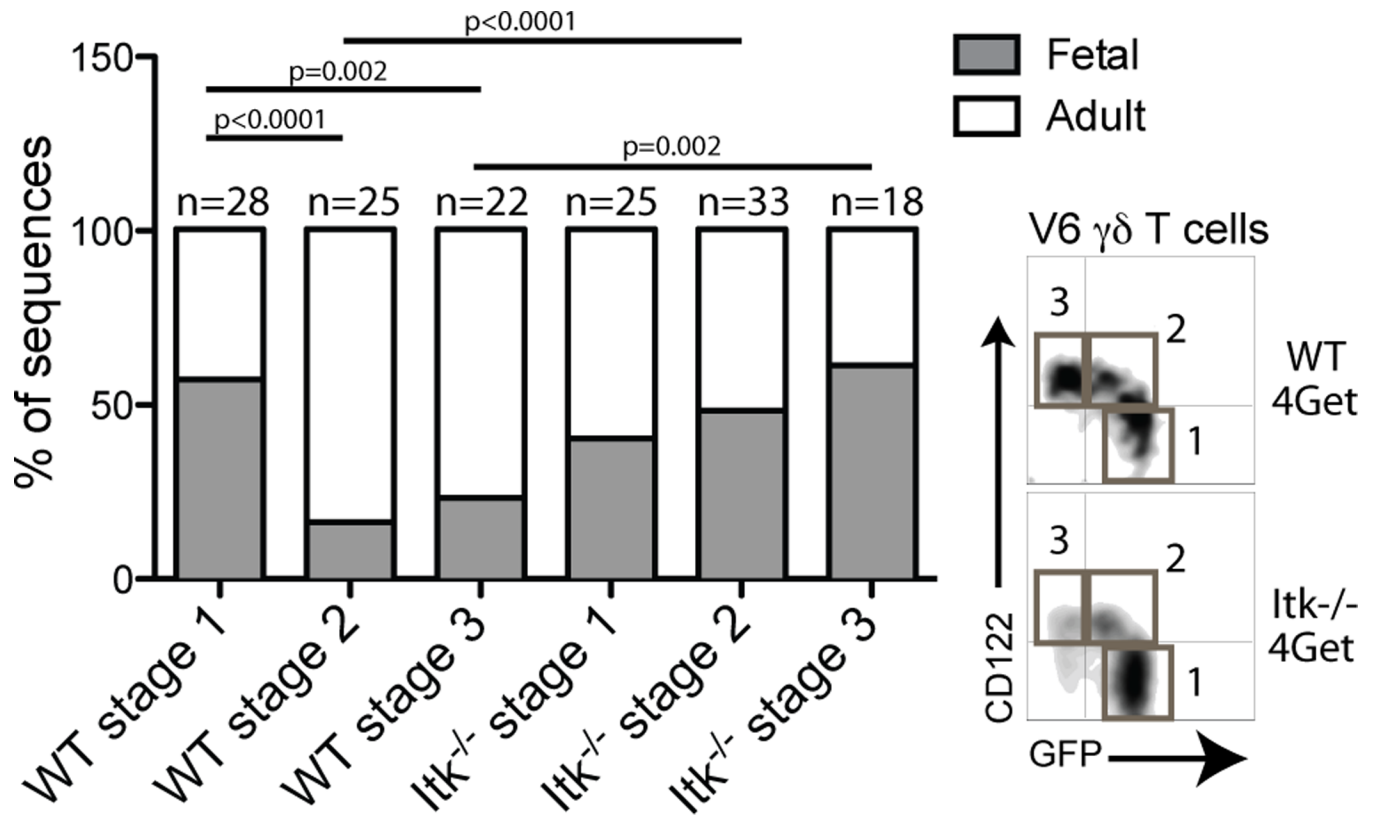 p<0.0001
p=0.002
p<0.0001
p=0.002
150
100
50
0
% of sequences
n=28 n=25 n=22 n=25 n=33 n=18
WT stage 1
WT stage 2
WT stage 3
Itk-/- stage 1
Itk-/- stage 2
Itk-/- stage 3
Fetal
Adult
V6 γδ T cells
3
2
1
WT
4Get
3
2
1
Itk-/-
4Get
CD122
GFP